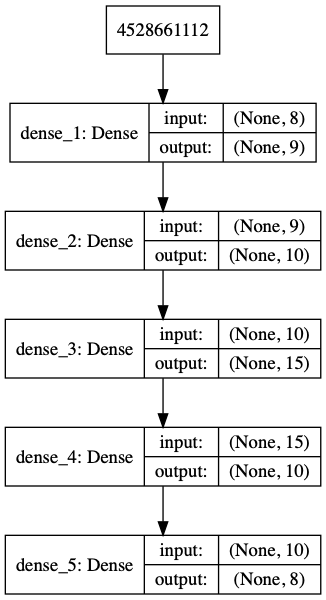 4528661112
dense_1: Dense
input:
(None, 8)
output:
(None, 9)
dense_2: Dense
input:
(None, 9)
output:
(None, 10)
dense_3: Dense
input:
(None, 10)
output:
(None, 15)
dense_4: Dense
input:
(None, 15)
output:
(None, 10)
dense_5: Dense
input:
(None, 10)
output:
(None, 8)